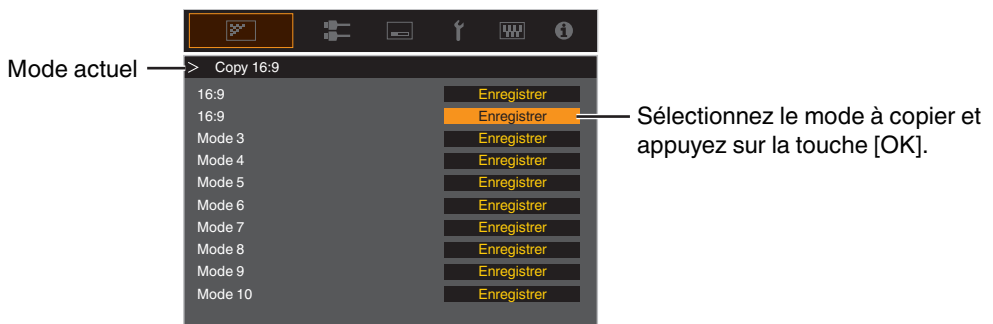 Mode actuel
> Copy 16:9
16:9 Enregistrer
16:9 Enregistrer
Mode 3 Enregistrer
Mode 4 Enregistrer
Mode 5 Enregistrer
Mode 6 Enregistrer
Mode 7 Enregistrer
Mode 8 Enregistrer
Mode 9 Enregistrer
Mode 10 Enregistrer
Sélectionnez le mode à copier et
appuyez sur la touche [OK].